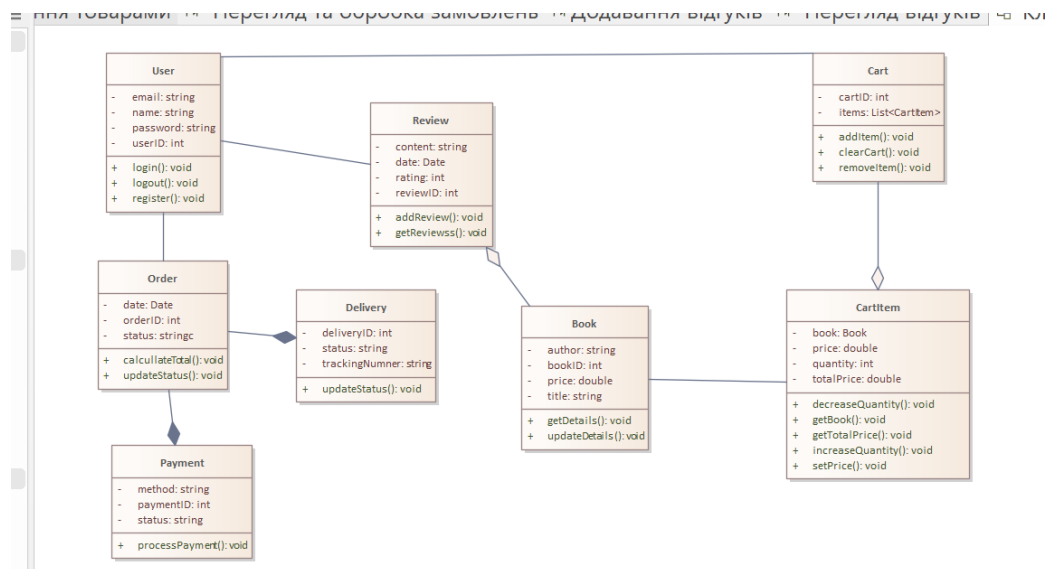 ння товарами Перегляд та обробка замовлень Додавання відгуків Перегляд відгуків Кл
User
- email: string
- name: string
- password: string
- userID: int
+ login(): void
+ logout(): void
+ register(): void
Review
- content: string
- date: Date
- rating: int
- reviewID: int
+ addReview(): void
+ getReviewss(): void
Cart
- cartID: int
- items: List<CartItem>
+ addItem(): void
+ clearCart(): void
+ removeItem(): void
Order
- date: Date
- orderID: int
- status: stringc
+ calcullateTotal(): void
+ updateStatus(): void
Delivery
- deliveryID: int
- status: string
- trackingNumner: string
+ updateStatus(): void
Book
- author: string
- bookID: int
- price: double
- title: string
+ getDetails(): void
+ updateDetails(): void
CartItem
- book: Book
- price: double
- quantity: int
- totalPrice: double
+ decreaseQuantity(): void
+ getBook(): void
+ getTotalPrice(): void
+ increaseQuantity(): void
+ setPrice(): void
Payment
- method: string
- paymentID: int
- status: string
+ processPayment(): void